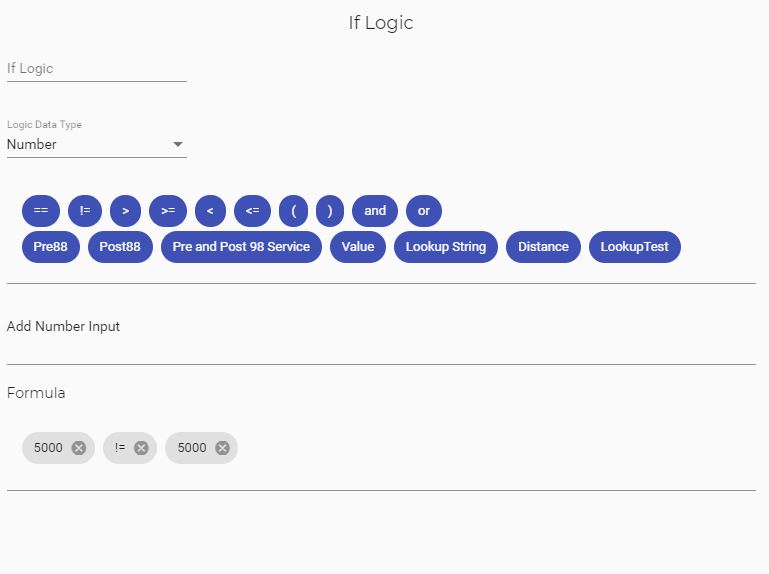 If Logic
If Logic
Logic Data Type
Number
== != > >= < <= ( ) and or
Pre88 Post88 Pre and Post 98 Service Value Lookup String Distance LookupTest
Add Number Input
Formula
5000 != 5000